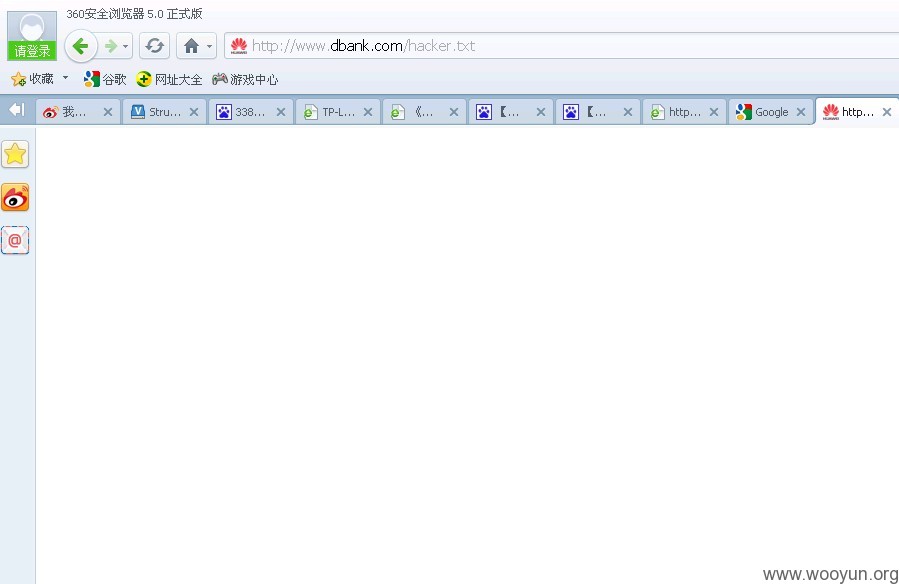 360安全浏览器 5.0 正式版
请登录
http://www.dbank.com/hacker.txt
收藏 谷歌 网址大全 游戏中心
我... Stru... 338... TP-L... 《... 【... 【... http... Google http...
www.wooyun.org